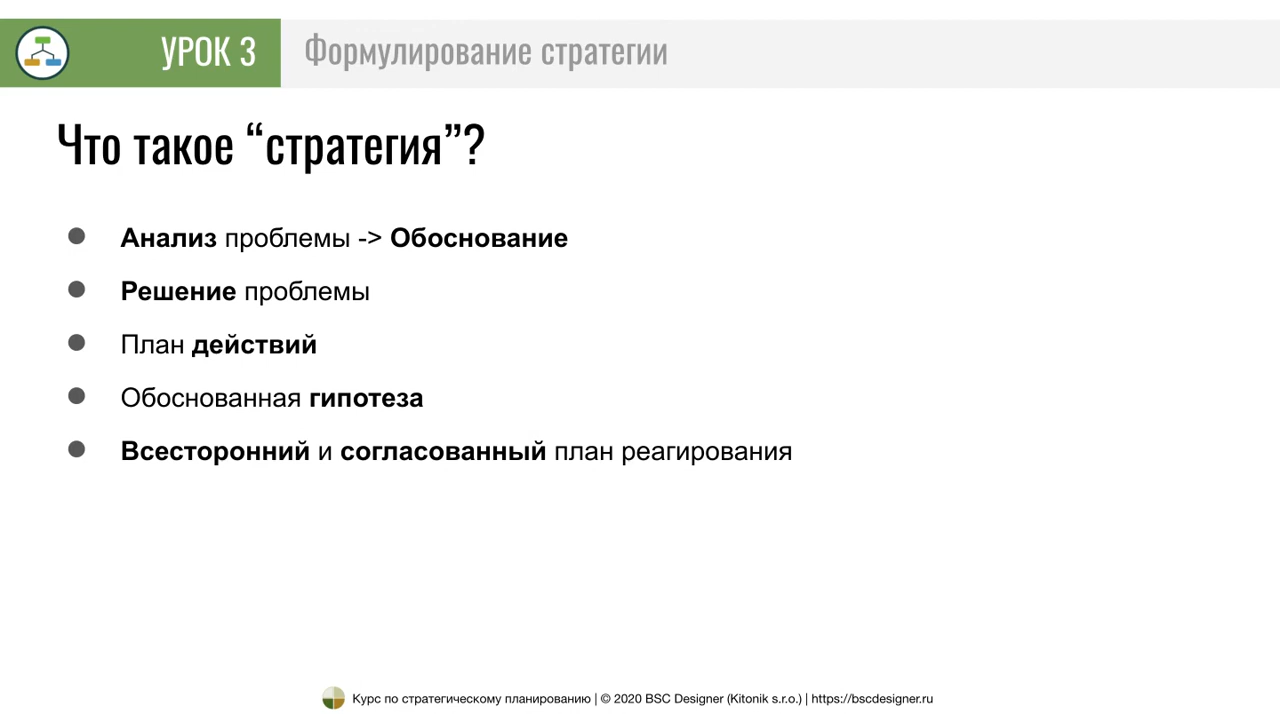 УРОК 3
Формулирование стратегии
Что такое “стратегия”?
● Анализ проблемы -> Обоснование
● Решение проблемы
● План действий
● Обоснованная гипотеза
● Всесторонний и согласованный план реагирования
Курс по стратегическому планированию | © 2020 BSC Designer (Kitonik s.r.o.) | https://bscdesigner.ru